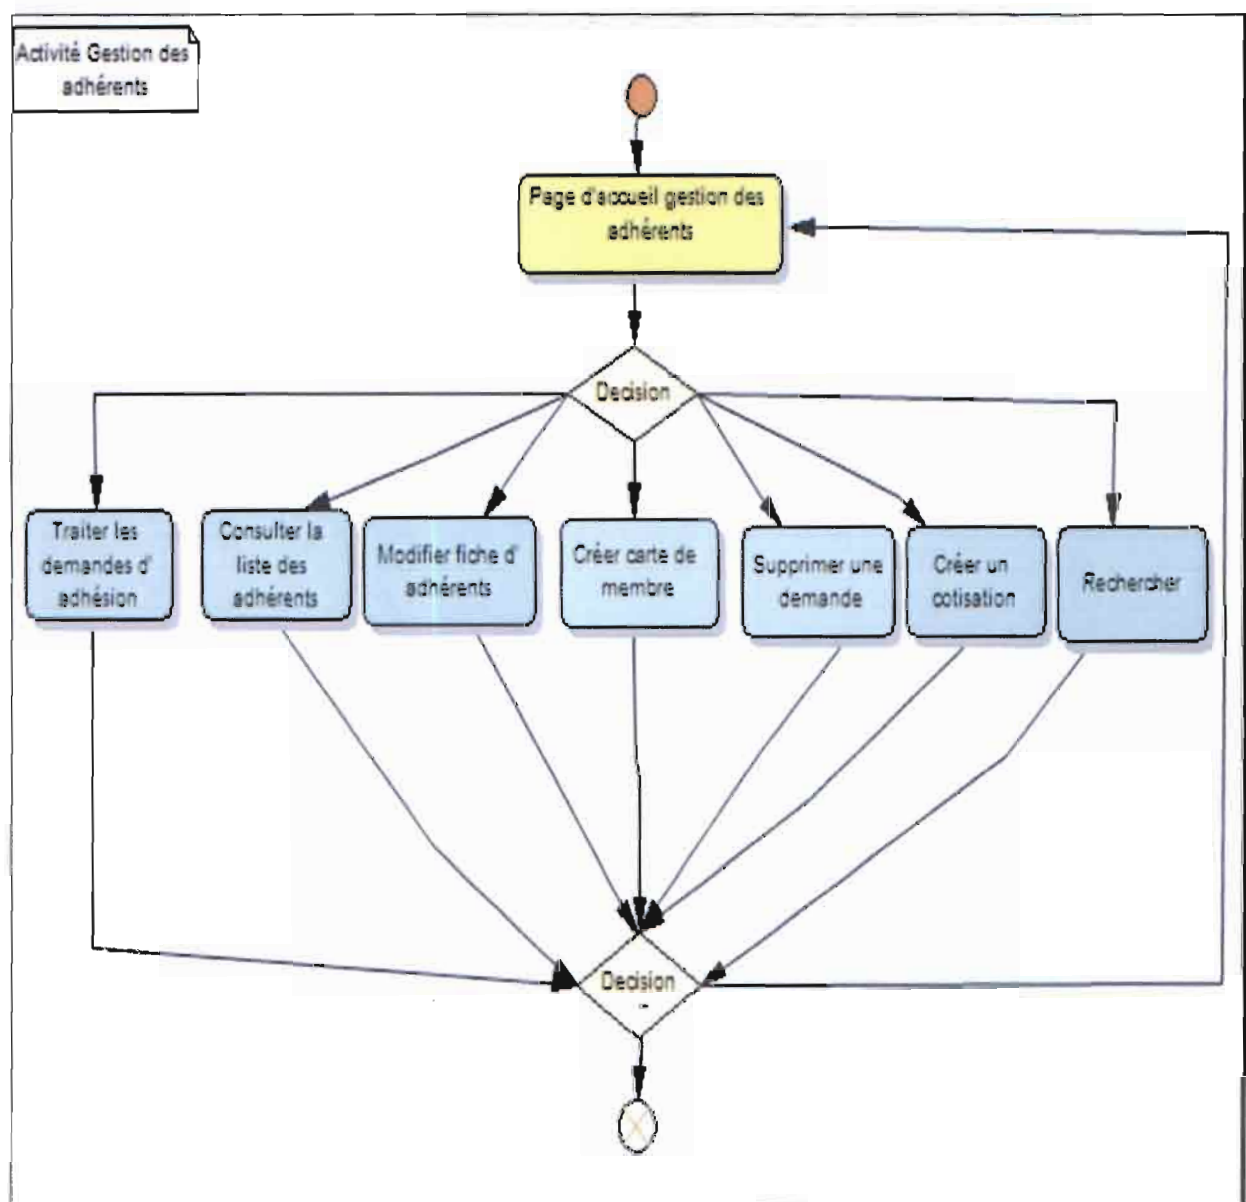 Activité Gestion des
adhérents
Page d'accueil gestion des
adhérents
Decision
Traiter les
demandes d'
adhésion
Consulter la
liste des
adhérents
Modifier fiche d'
adhérents
Créer carte de
membre
Supprimer une
demande
Créer un
cotisation
Rechercher
Decision